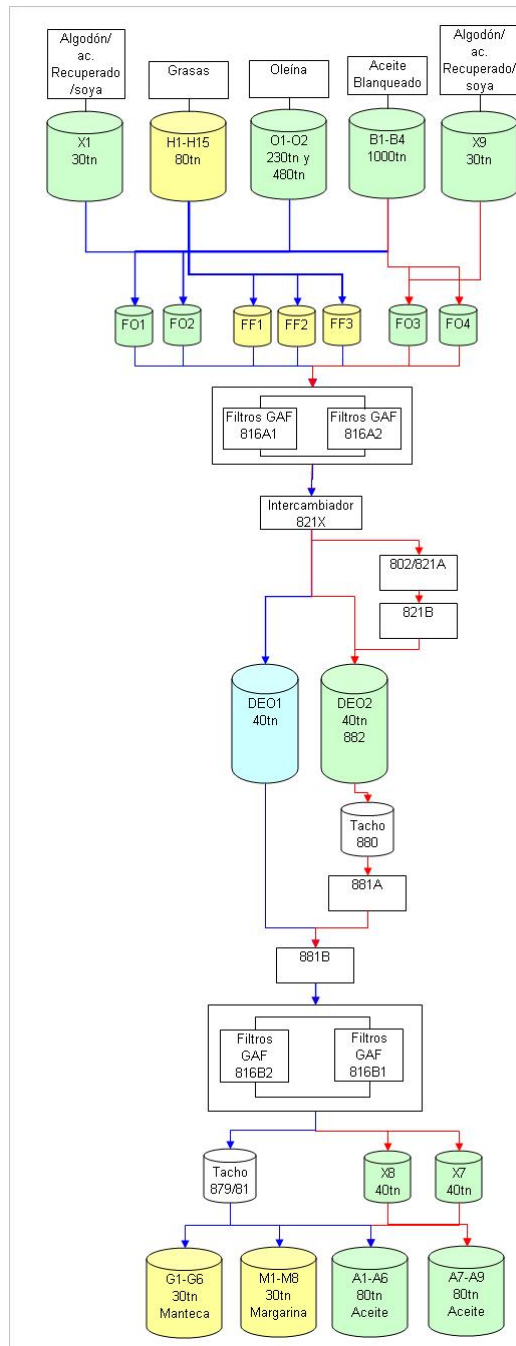 Algodón/
ac.
Recuperado
/soya
Grasas
Oleína
Aceite
Blanqueado
Algodón/
ac.
Recuperado/
soya
X1
30tn
H1-H15
80tn
O1-O2
230tn y
480tn
B1-B4
1000tn
X9
30tn
FO1
FO2
FF1
FF2
FF3
FO3
FO4
Filtros GAF
816A1
Filtros GAF
816A2
Intercambiador
821X
802/821A
821B
DEO1
40tn
DEO2
40tn
882
Tacho
880
881A
881B
Filtros
GAF
816B2
Filtros
GAF
816B1
Tacho
879/81
X8
40tn
X7
40tn
G1-G6
30tn
Manteca
M1-M8
30tn
Margarina
A1-A6
80tn
Aceite
A7-A9
80tn
Aceite